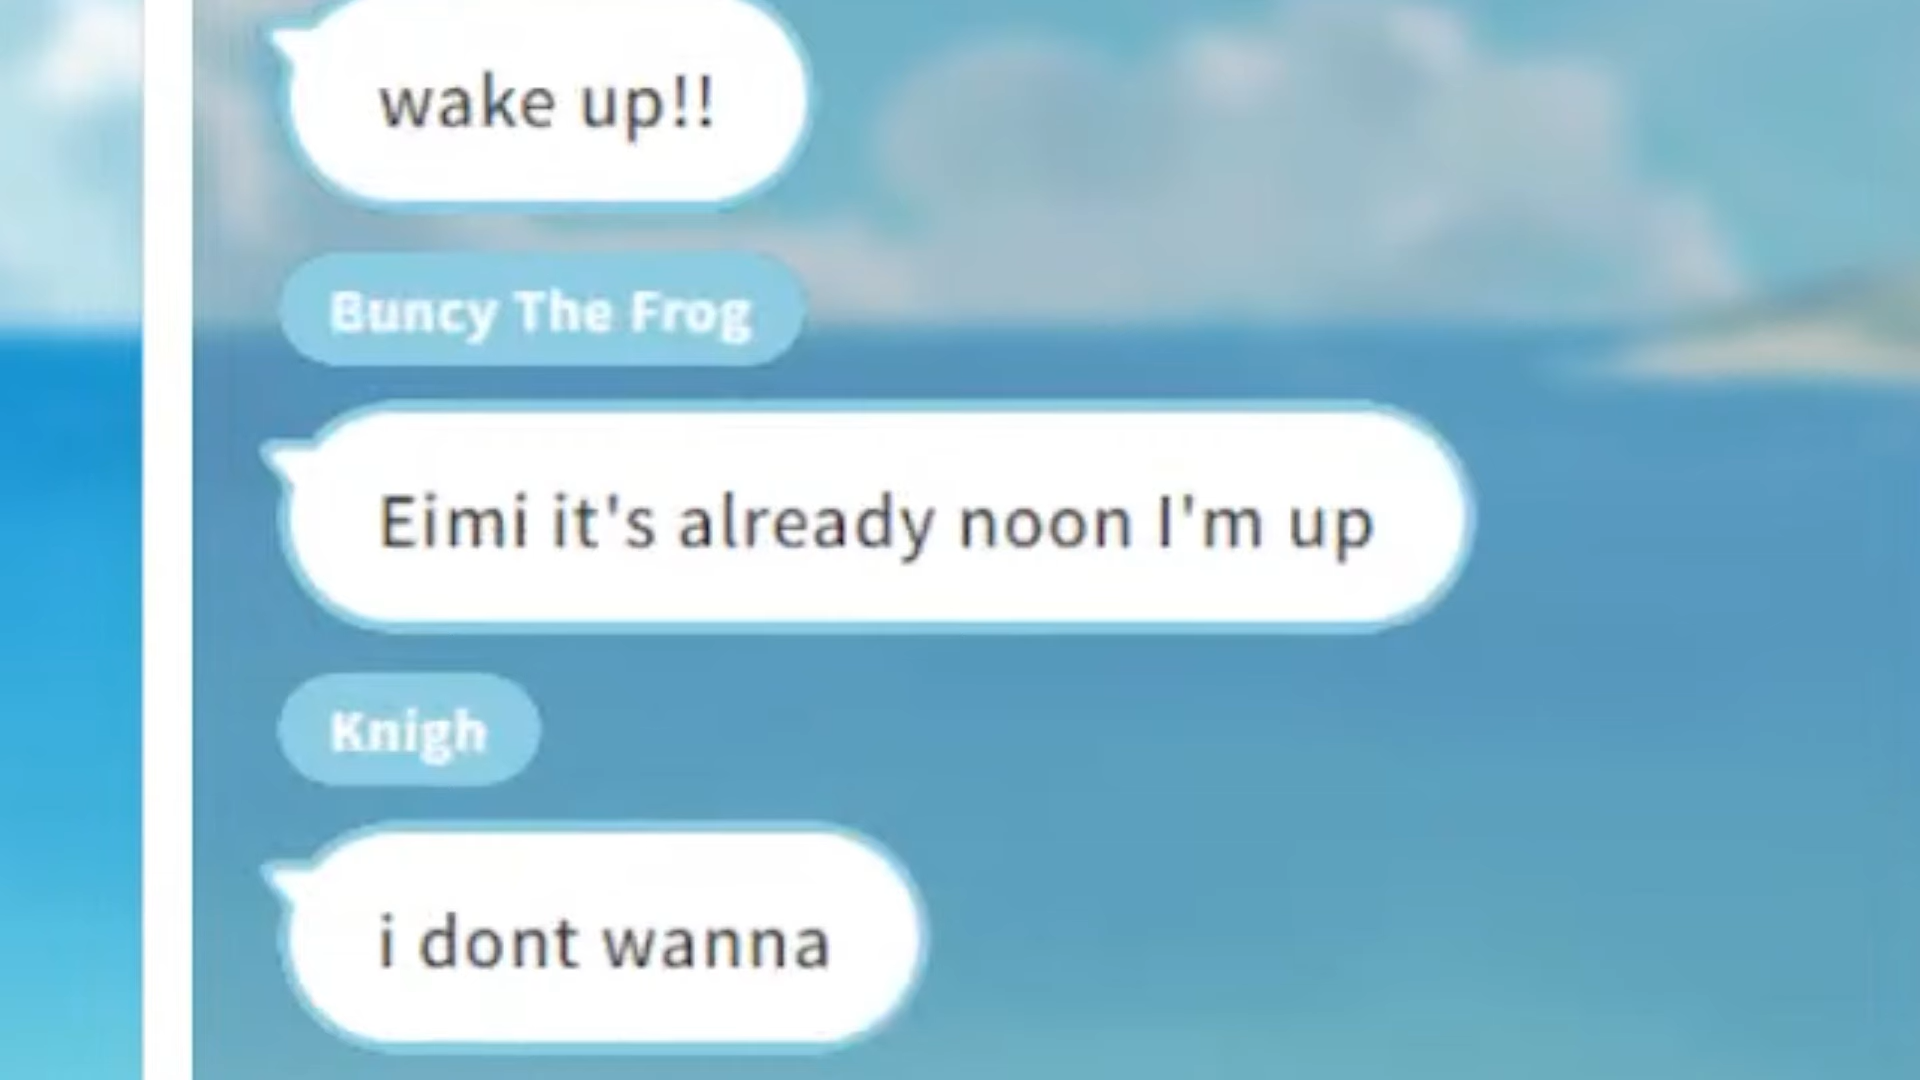 wake up!!
Buncy The Frog
Eimi it's already noon I'm up
Knigh
i dont wanna